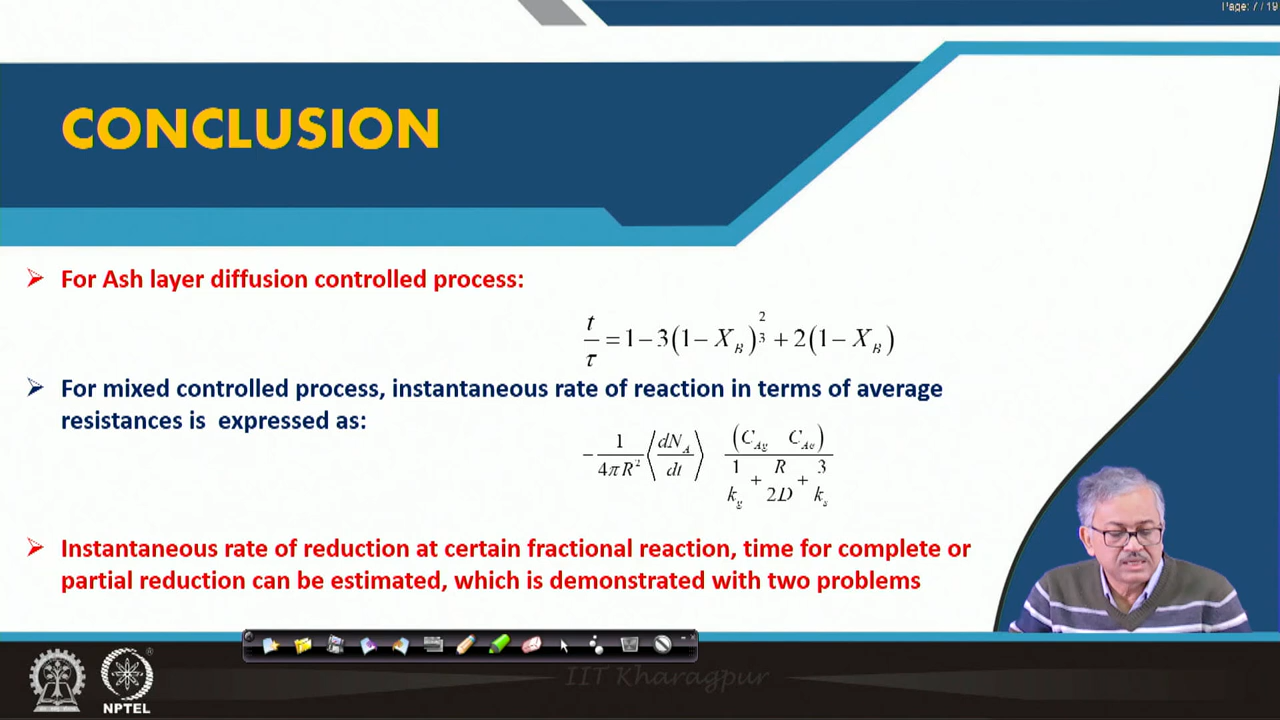 Page: 7 / 19
CONCLUSION
➢ For Ash layer diffusion controlled process:
t/τ = 1 − 3(1 − X_B)^(2/3) + 2(1 − X_B)
➢ For mixed controlled process, instantaneous rate of reaction in terms of average
resistances is expressed as:
− 1/(4πR²) ⟨dN_A/dt⟩ (C_Ag C_Ae) / (1/k_g + R/2D + 3/k_s)
➢ Instantaneous rate of reduction at certain fractional reaction, time for complete or
partial reduction can be estimated, which is demonstrated with two problems
IIT Kharagpur
NPTEL